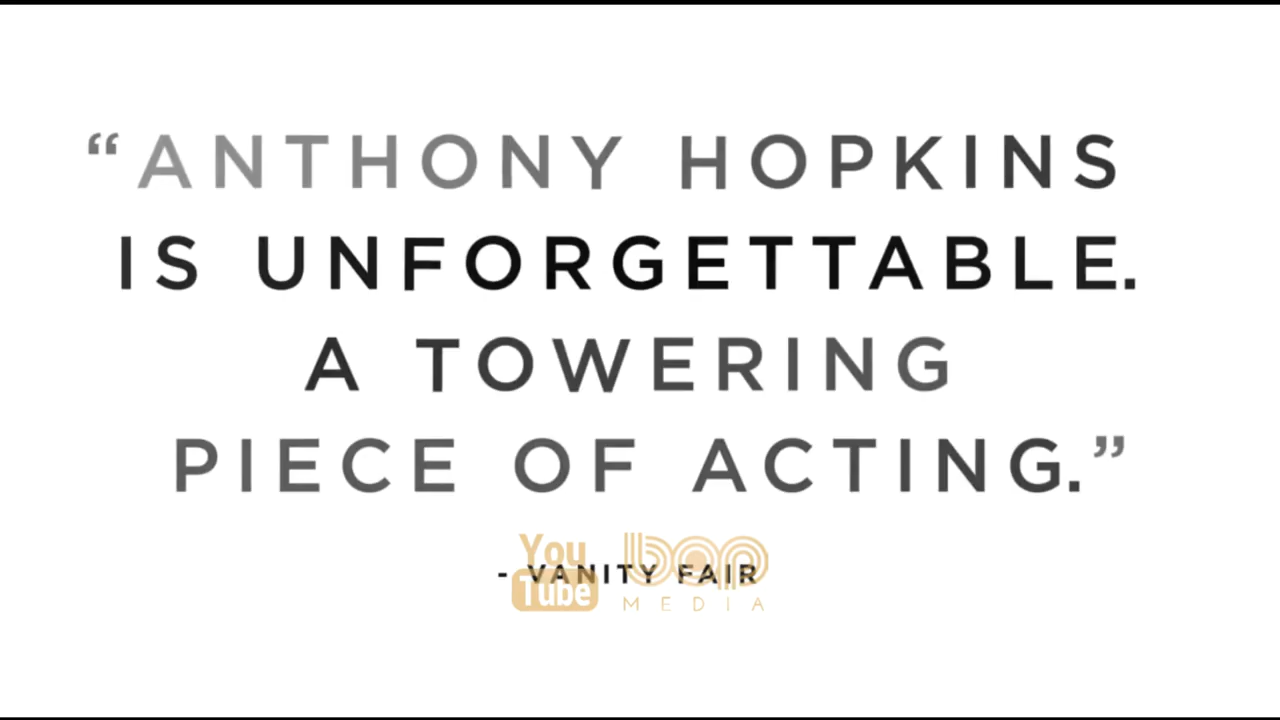 “ANTHONY HOPKINS
IS UNFORGETTABLE.
A TOWERING
PIECE OF ACTING.”
- VANITY FAIR
You
Tube
bop
MEDIA